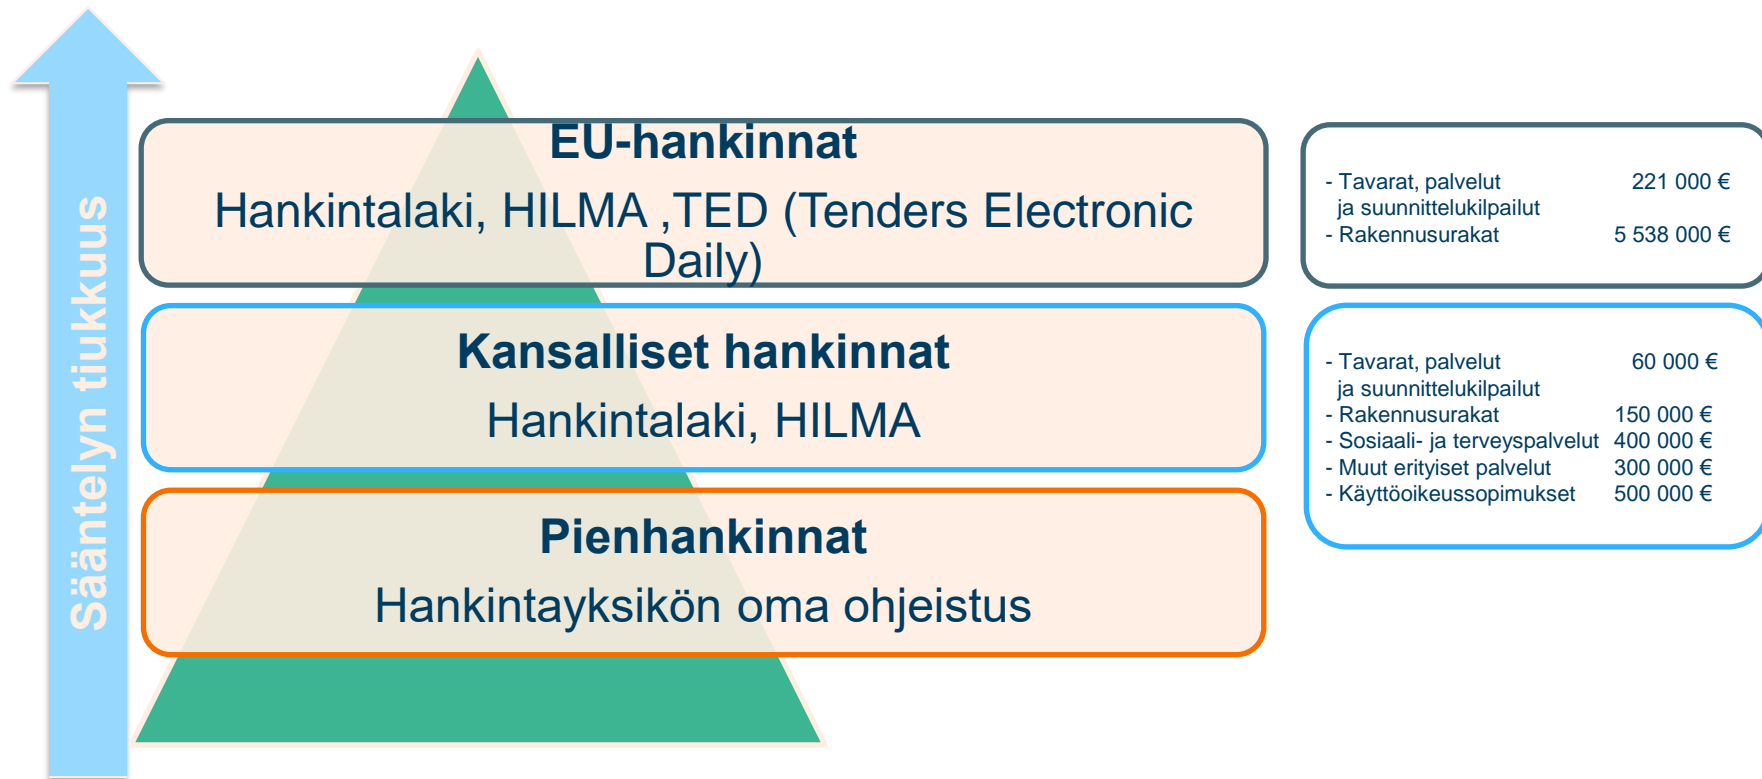 Sääntelyn tiukkuus
EU-hankinnat
Hankintalaki, HILMA ,TED (Tenders Electronic
Daily)
- Tavarat, palvelut 221 000 €
ja suunnittelukilpailut
- Rakennusurakat 5 538 000 €
Kansalliset hankinnat
Hankintalaki, HILMA
- Tavarat, palvelut 60 000 €
ja suunnittelukilpailut
- Rakennusurakat 150 000 €
- Sosiaali- ja terveyspalvelut 400 000 €
- Muut erityiset palvelut 300 000 €
- Käyttöoikeussopimukset 500 000 €
Pienhankinnat
Hankintayksikön oma ohjeistus